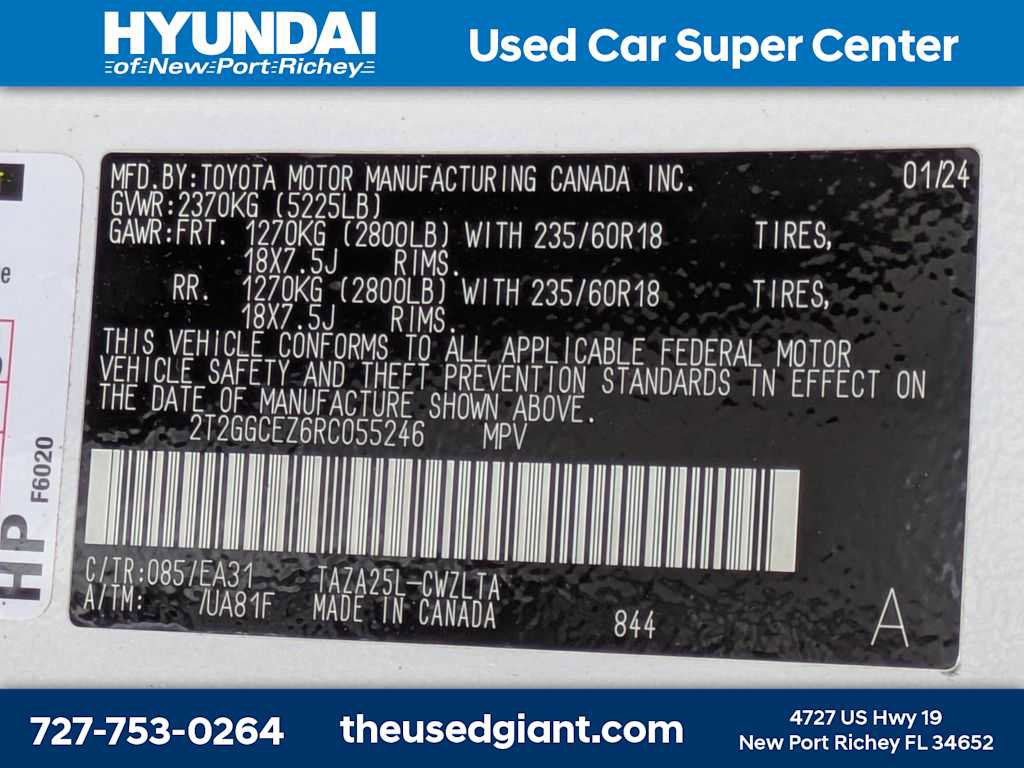 HYUNDAI
of New Port Richey
Used Car Super Center
MFD.BY:TOYOTA MOTOR MANUFACTURING CANADA INC. 01/24
GVWR:2370KG (5225LB)
GAWR:FRT. 1270KG (2800LB) WITH 235/60R18 TIRES,
18X7.5J RIMS.
RR. 1270KG (2800LB) WITH 235/60R18 TIRES,
18X7.5J RIMS.
THIS VEHICLE CONFORMS TO ALL APPLICABLE FEDERAL MOTOR
VEHICLE SAFETY AND THEFT PREVENTION STANDARDS IN EFFECT ON
THE DATE OF MANUFACTURE SHOWN ABOVE.
2T2GGCEZ6RC055246 MPV
C/TR:085/EA31 TAZA25L-CWZLTA
A/TM: /UA81F MADE IN CANADA
844
A
HP
F6020
727-753-0264
theusedgiant.com
4727 US Hwy 19
New Port Richey FL 34652